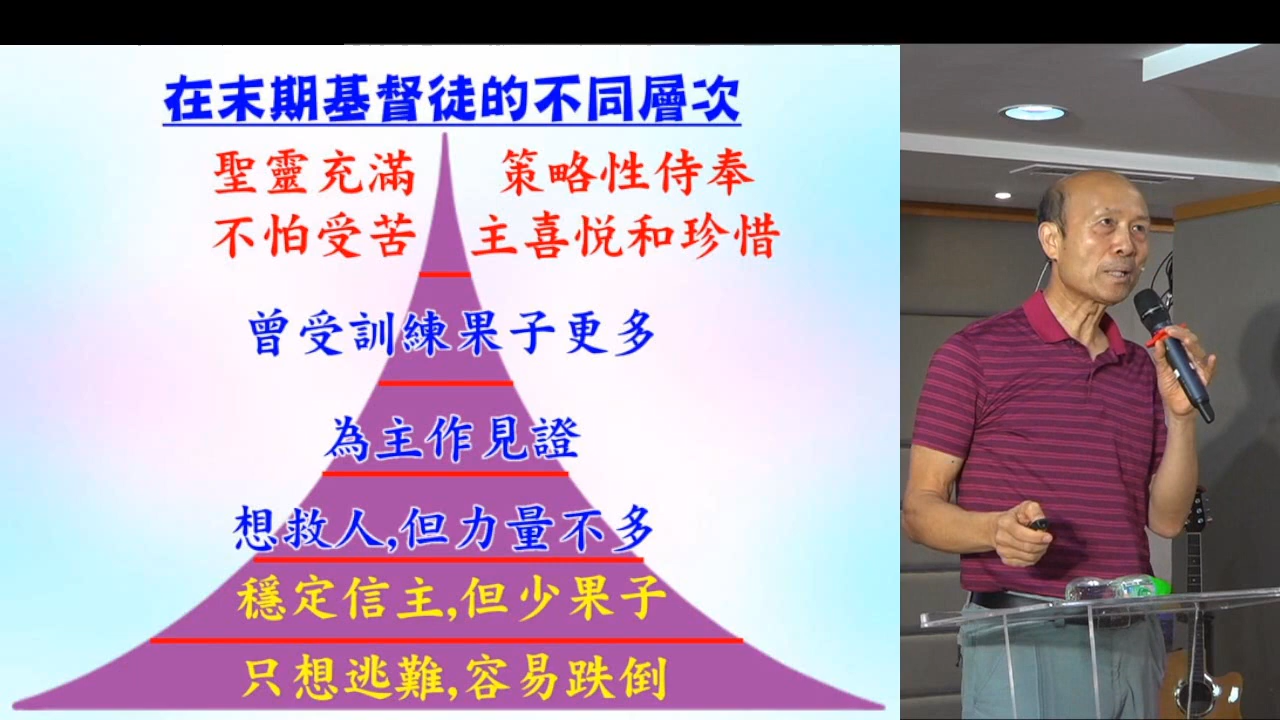 在末期基督徒的不同層次
聖靈充滿 策略性侍奉
不怕受苦 主喜悅和珍惜
曾受訓練果子更多
為主作見證
想救人,但力量不多
穩定信主,但少果子
只想逃難,容易跌倒